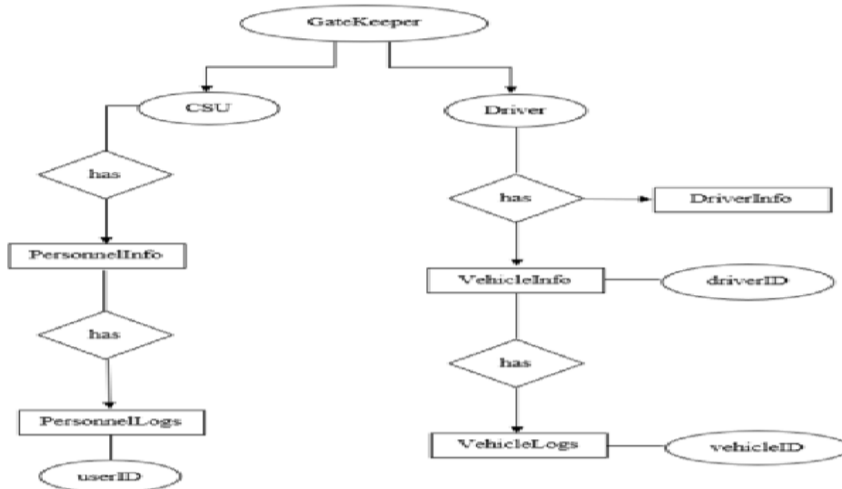 GateKeeper
CSU
Driver
has
has
DriverInfo
PersonnelInfo
VehicleInfo
driverID
has
has
PersonnelLogs
VehicleLogs
vehicleID
userID